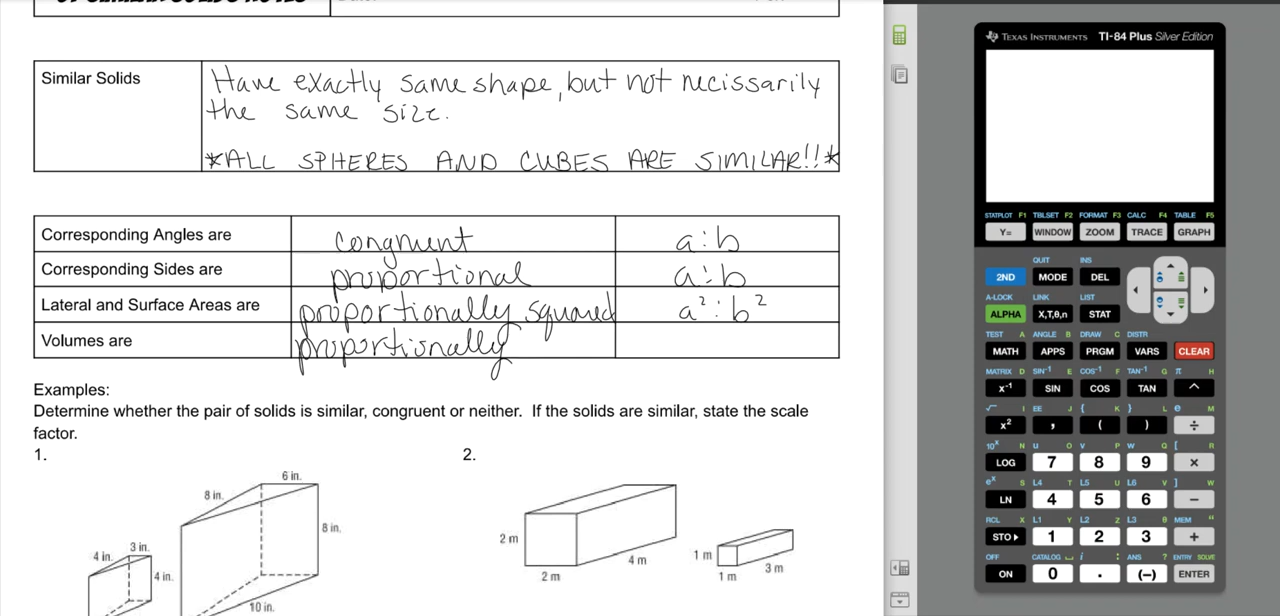 Similar Solids
Have exactly same shape, but not necissarily
the same size.
*ALL SPHERES AND CUBES ARE SIMILAR!!*
Corresponding Angles are congruent a:b
Corresponding Sides are proportional a:b
Lateral and Surface Areas are proportionally squared a²:b²
Volumes are proportionally
Examples:
Determine whether the pair of solids is similar, congruent or neither. If the solids are similar, state the scale
factor.
1. 2.
6 in.
8 in.
8 in.
3 in.
4 in.
4 in.
10 in.
2 m
2 m
4 m
1 m
1 m
3 m
TEXAS INSTRUMENTS TI-84 Plus Silver Edition
STATPLOT F1 TBLSET F2 FORMAT F3 CALC F4 TABLE F5
Y= WINDOW ZOOM TRACE GRAPH
QUIT INS
2ND MODE DEL
A-LOCK LINK LIST
ALPHA X,T,θ,n STAT
TEST A ANGLE B DRAW C DISTR
MATH APPS PRGM VARS CLEAR
MATRIX D SIN⁻¹ E COS⁻¹ F TAN⁻¹ G π H
x⁻¹ SIN COS TAN ^
√ I EE J { K } L e M
x² , ( ) ÷
10ˣ N u O v P w Q [ R
LOG 7 8 9 ×
eˣ S L4 T L5 U L6 V ] W
LN 4 5 6 −
RCL X L1 Y L2 Z L3 θ MEM "
STO▸ 1 2 3 +
OFF CATALOG i : ANS ? ENTRY SOLVE
ON 0 . (−) ENTER